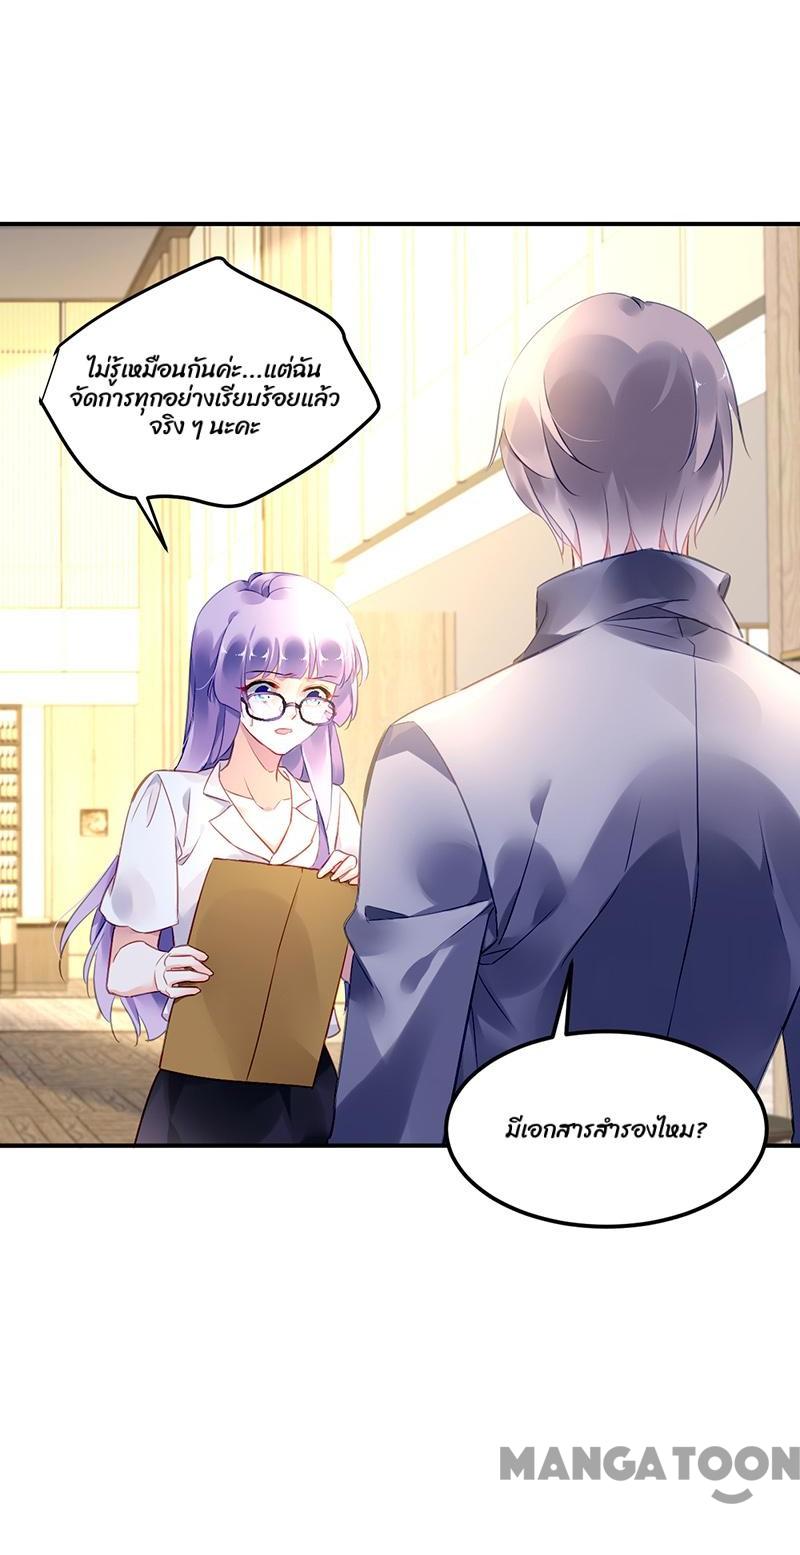 ไม่รู้เหมือนกันค่ะ...แต่ฉัน
จัดการทุกอย่างเรียบร้อยแล้ว
จริง ๆ นะคะ
มีเอกสารสำรองไหม?
MANGATOON